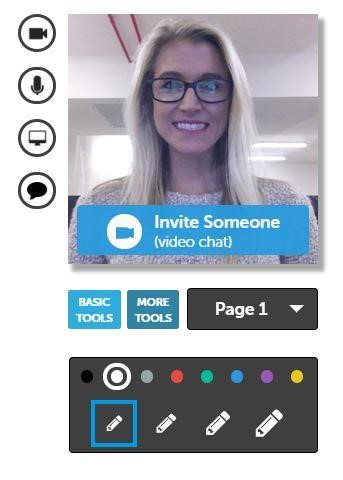 Invite Someone
(video chat)
BASIC
TOOLS
MORE
TOOLS
Page 1